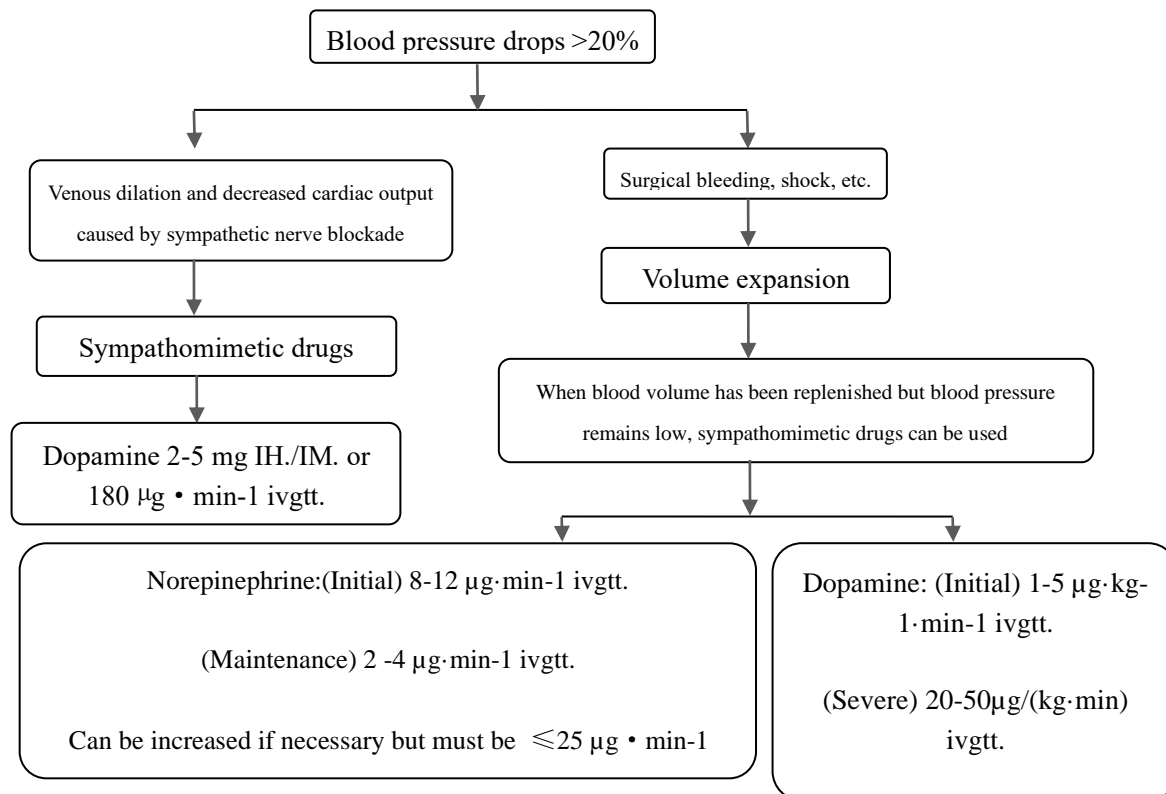 Blood pressure drops >20%
Venous dilation and decreased cardiac output
caused by sympathetic nerve blockade
Surgical bleeding, shock, etc.
Sympathomimetic drugs
Volume expansion
Dopamine 2-5 mg IH./IM. or
180 μg • min-1 ivgtt.
When blood volume has been replenished but blood pressure
remains low, sympathomimetic drugs can be used
Norepinephrine:(Initial) 8-12 µg·min-1 ivgtt.
(Maintenance) 2 -4 µg·min-1 ivgtt.
Can be increased if necessary but must be ≤25 µg • min-1
Dopamine: (Initial) 1-5 µg·kg-
1·min-1 ivgtt.
(Severe) 20-50µg/(kg·min)
ivgtt.